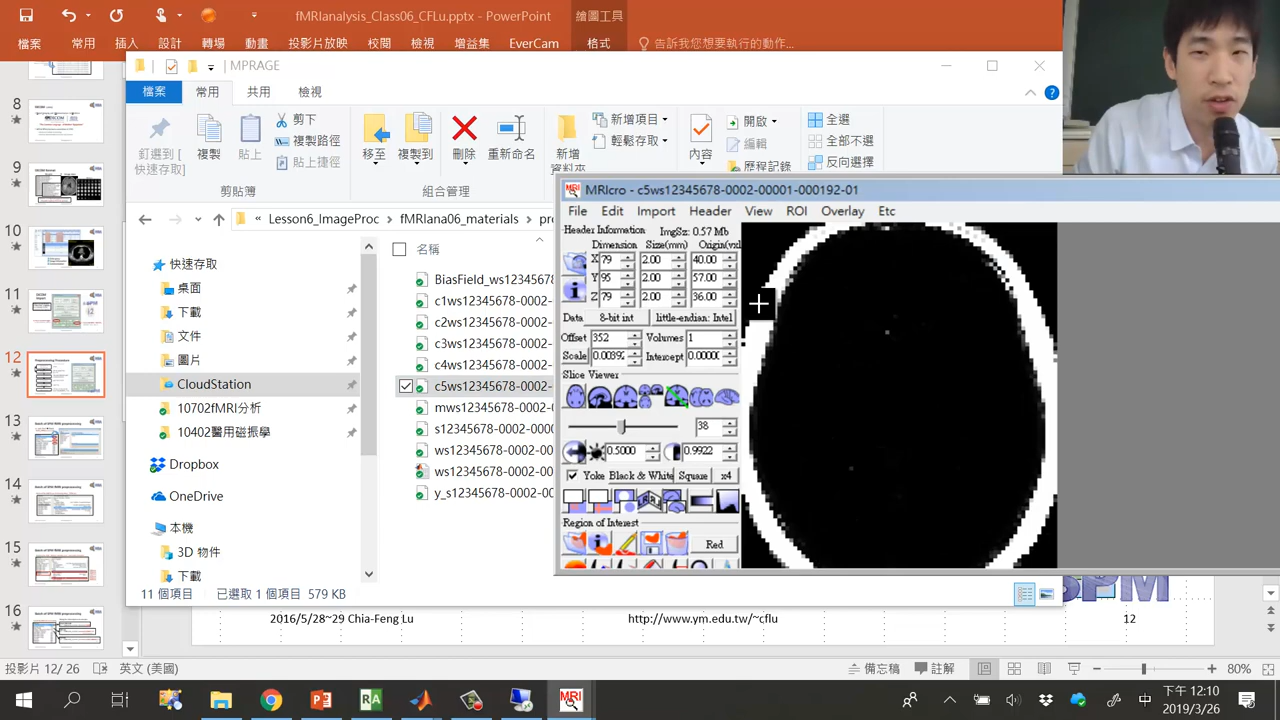 fMRIanalysis_Class06_CFLu.pptx - PowerPoint
繪圖工具
檔案
常用
插入
設計
轉場
動畫
投影片放映
校閱
檢視
增益集
EverCam
格式
告訴我您想要執行的動作...
MPRAGE
檔案
常用
共用
檢視
釘選到 [
快速存取]
複製
貼上
剪下
複製路徑
貼上捷徑
剪貼簿
移至
複製到
刪除
重新命名
組合管理
新增
資料夾
新增項目
輕鬆存取
內容
開啟
編輯
歷程記錄
全選
全部不選
反向選擇
« Lesson6_ImageProc
fMRIana06_materials
快速存取
桌面
下載
文件
圖片
CloudStation
10702fMRI分析
10402醫用磁振學
Dropbox
OneDrive
本機
3D 物件
下載
名稱
BiasField_ws12345678
c1ws12345678-0002-
c2ws12345678-0002-
c3ws12345678-0002-
c4ws12345678-0002-
c5ws12345678-0002-
mws12345678-0002-
s12345678-0002-
ws12345678-0002-
ws12345678-0002-
y_s12345678-0002-
11 個項目
已選取 1 個項目 579 KB
MRIcro - c5ws12345678-0002-00001-000192-01
File Edit Import Header View ROI Overlay Etc
Header Information
ImgSz: 0.57 Mb
Dimension Size(mm)
X 79 2.00 40.00
Y 95 2.00 57.00
Z 79 2.00 36.00
Data 8-bit int little-endian: Intel
Offset 352 Volumes 1
Scale Intercept
Slice Viewer
38
0.5000 0.9922
Yoke Black & White Square x4
Region of Interest
Red
8
9
10
11
12
13
14
15
16
2016/5/28~29 Chia-Feng Lu
http://www.ym.edu.tw/~cflu
12
SPM
投影片 12/ 26
英文 (美國)
備忘稿
註解
80%
RA
MRI
中
下午 12:10
2019/3/26